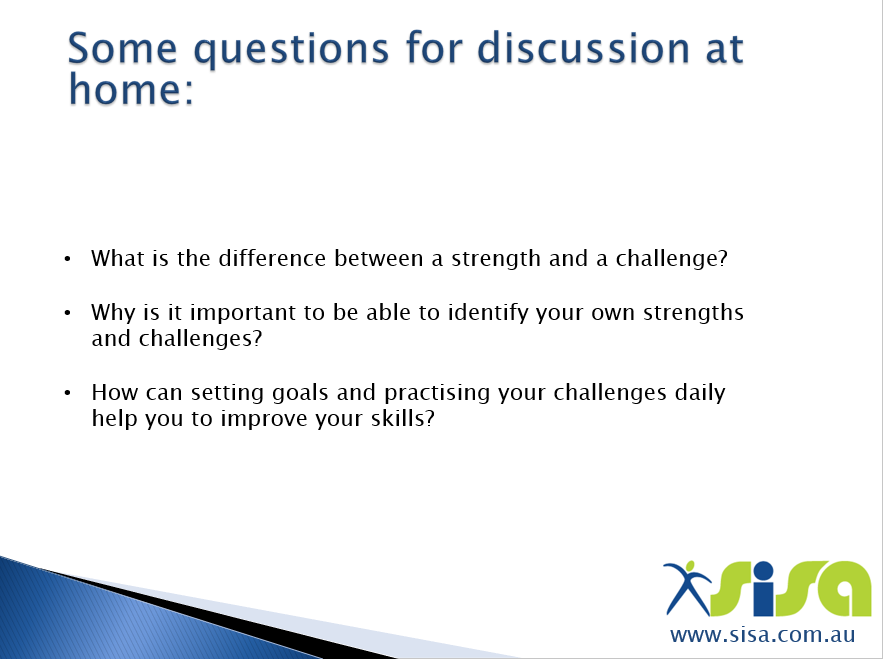 Some questions for discussion at
home:
• What is the difference between a strength and a challenge?
• Why is it important to be able to identify your own strengths
and challenges?
• How can setting goals and practising your challenges daily
help you to improve your skills?
sisa
www.sisa.com.au